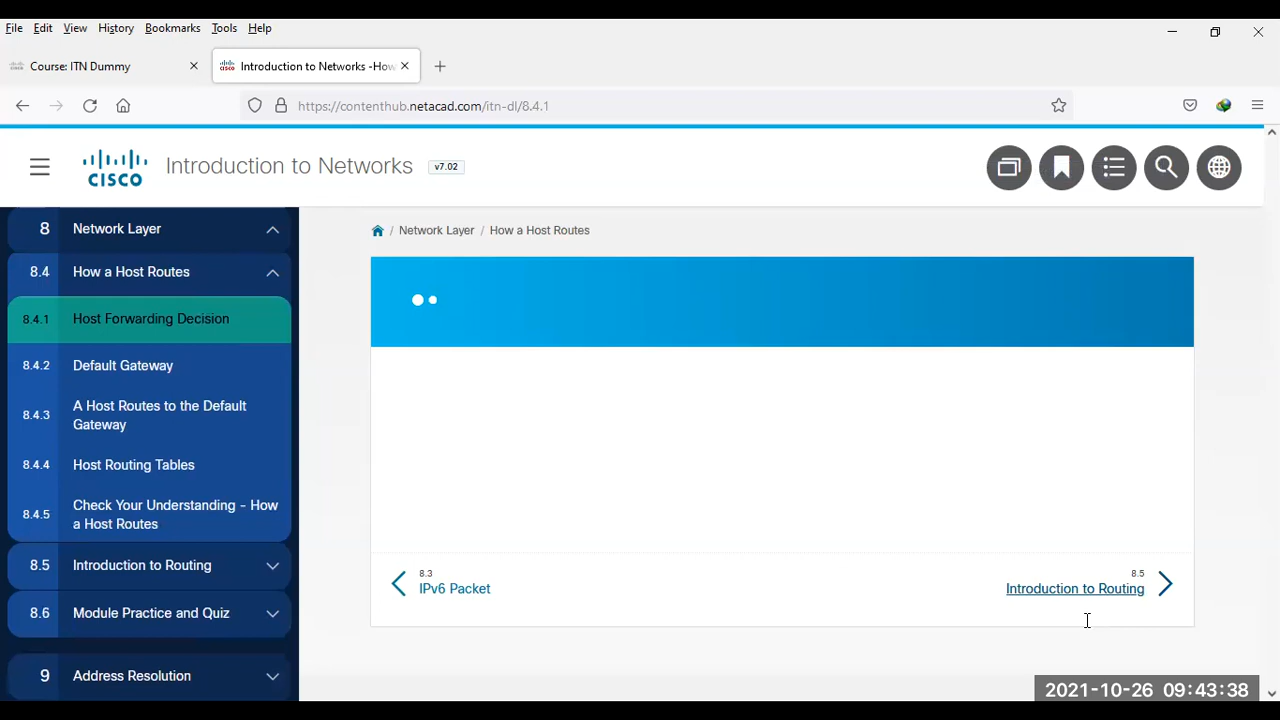 File Edit View History Bookmarks Tools Help
Course: ITN Dummy
Introduction to Networks -How
https://contenthub.netacad.com/itn-dl/8.4.1
CISCO
Introduction to Networks
v7.02
8 Network Layer
8.4 How a Host Routes
8.4.1 Host Forwarding Decision
8.4.2 Default Gateway
8.4.3 A Host Routes to the Default
Gateway
8.4.4 Host Routing Tables
8.4.5 Check Your Understanding - How
a Host Routes
8.5 Introduction to Routing
8.6 Module Practice and Quiz
9 Address Resolution
/ Network Layer / How a Host Routes
8.3
IPv6 Packet
8.5
Introduction to Routing
2021-10-26 09:43:38